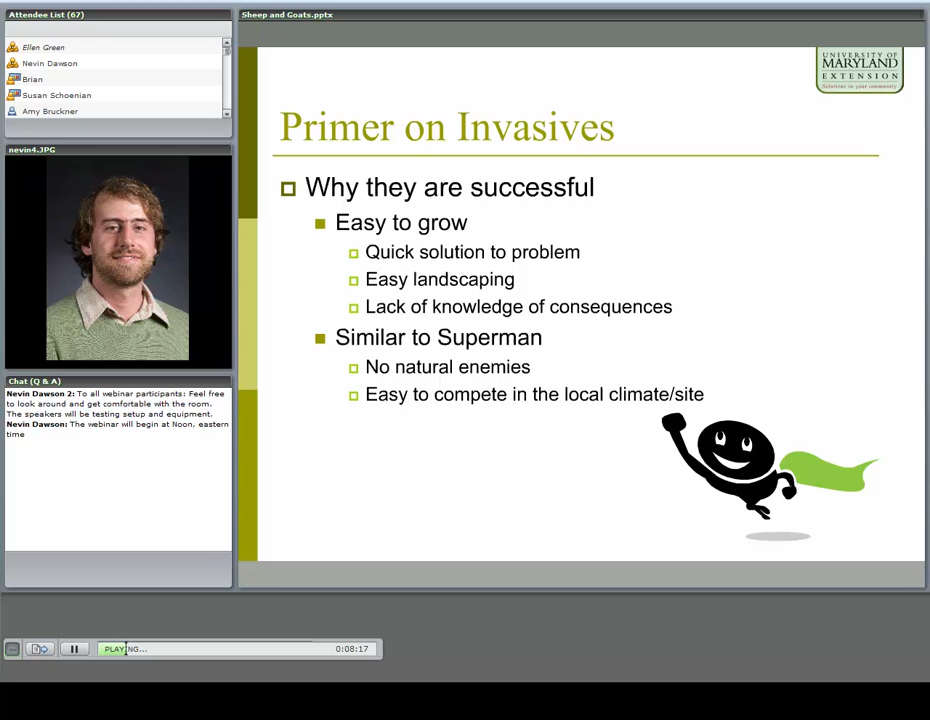 Attendee List (67)
Ellen Green
Nevin Dawson
Brian
Susan Schoenian
Amy Bruckner
nevin4.JPG
Chat (Q & A)
Nevin Dawson 2: To all webinar participants: Feel free
to look around and get comfortable with the room.
The speakers will be testing setup and equipment.
Nevin Dawson: The webinar will begin at Noon, eastern
time
Sheep and Goats.pptx
UNIVERSITY OF
MARYLAND
EXTENSION
Solutions in your community
Primer on Invasives
Why they are successful
Easy to grow
Quick solution to problem
Easy landscaping
Lack of knowledge of consequences
Similar to Superman
No natural enemies
Easy to compete in the local climate/site
PLAYING...
0:08:17